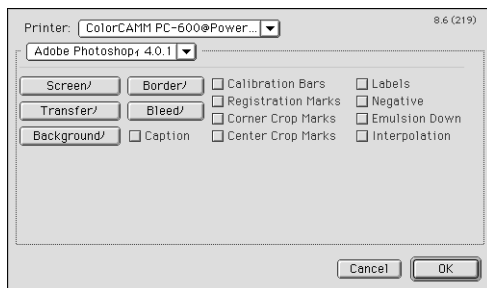 Printer: ColorCAMM PC-600@Power... 8.6 (219)
Adobe Photoshop₁ 4.0.1
Screen/ Border/ Calibration Bars Labels
Transfer/ Bleed/ Registration Marks Negative
Corner Crop Marks Emulsion Down
Background/ Caption Center Crop Marks Interpolation
Cancel OK